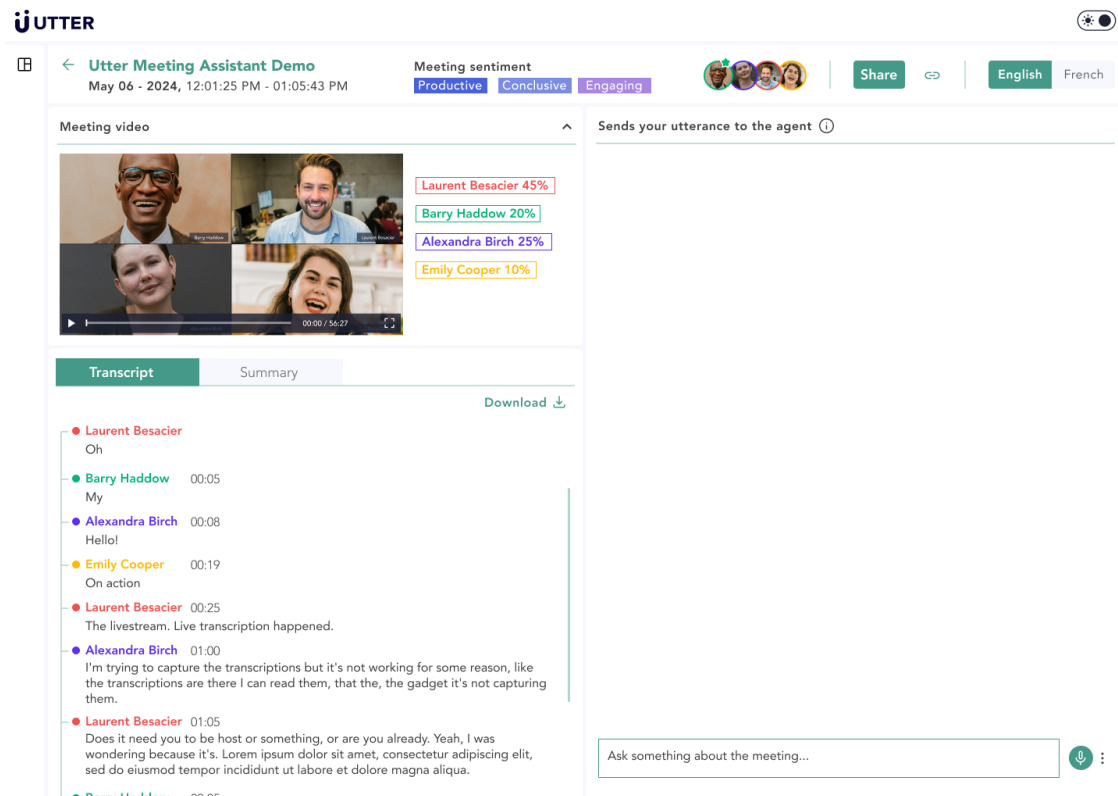 UTTER
Utter Meeting Assistant Demo
May 06 - 2024, 12:01:25 PM - 01:05:43 PM
Meeting sentiment
Productive Conclusive Engaging
Share
English French
Meeting video
Barry Haddow
Laurent Besacier
00:00 / 56:27
Laurent Besacier 45%
Barry Haddow 20%
Alexandra Birch 25%
Emily Cooper 10%
Transcript Summary
Download
Laurent Besacier
Oh
Barry Haddow 00:05
My
Alexandra Birch 00:08
Hello!
Emily Cooper 00:19
On action
Laurent Besacier 00:25
The livestream. Live transcription happened.
Alexandra Birch 01:00
I'm trying to capture the transcriptions but it's not working for some reason, like
the transcriptions are there I can read them, that the, the gadget it's not capturing
them.
Laurent Besacier 01:05
Does it need you to be host or something, or are you already. Yeah, I was
wondering because it's. Lorem ipsum dolor sit amet, consectetur adipiscing elit,
sed do eiusmod tempor incididunt ut labore et dolore magna aliqua.
Sends your utterance to the agent
Ask something about the meeting...